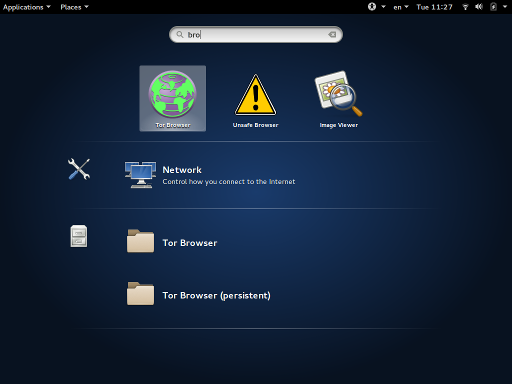 Applications Places en Tue 11:27
bro
Tor Browser Unsafe Browser Image Viewer
Network
Control how you connect to the Internet
Tor Browser
Tor Browser (persistent)